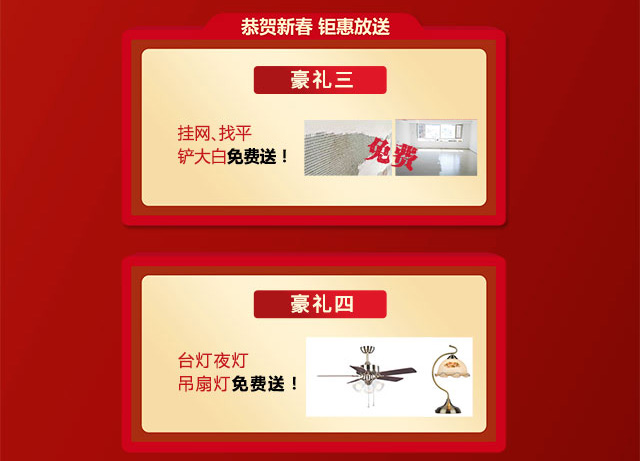 恭贺新春 钜惠放送
豪礼三
挂网、找平
铲大白免费送！
免费
豪礼四
台灯夜灯
吊扇灯免费送！